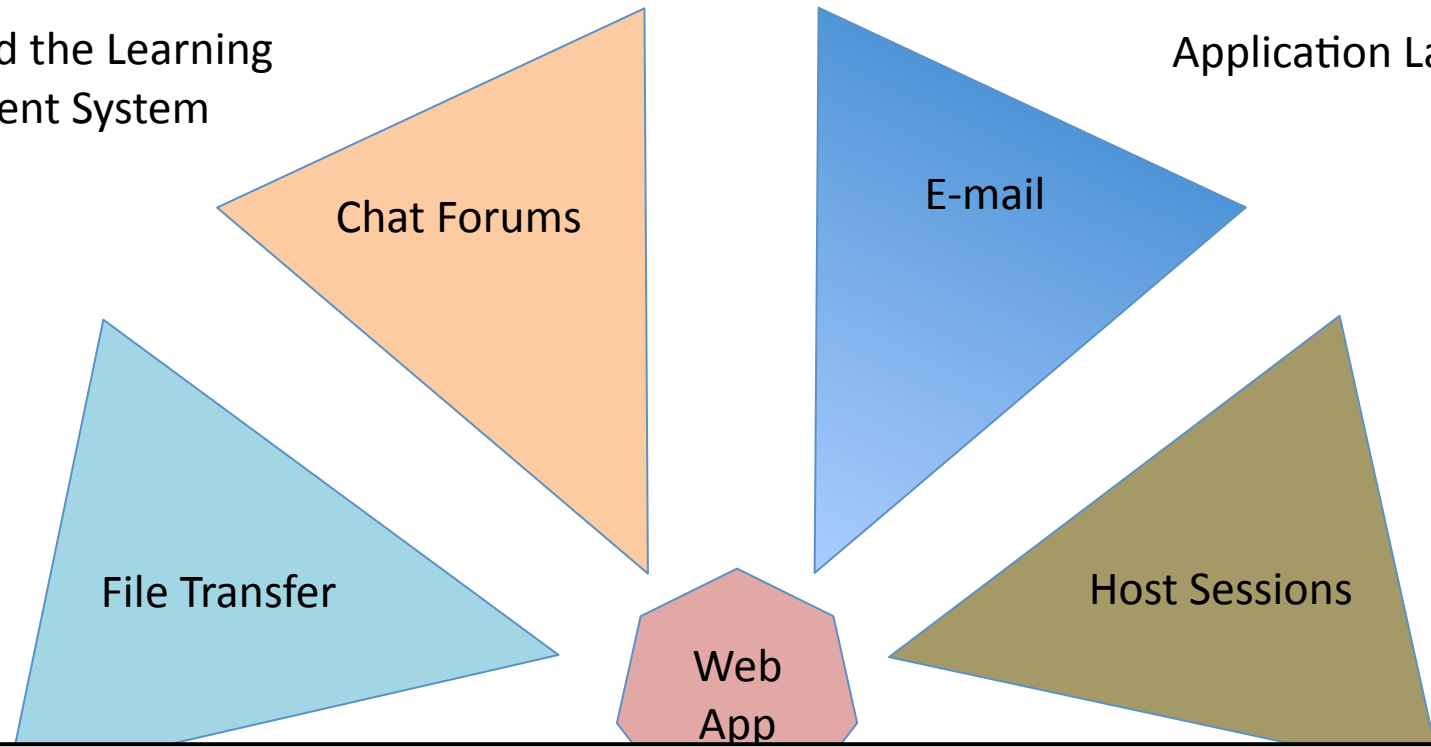 d the Learning
ent System
Application La
Chat Forums
E-mail
File Transfer
Host Sessions
Web
App